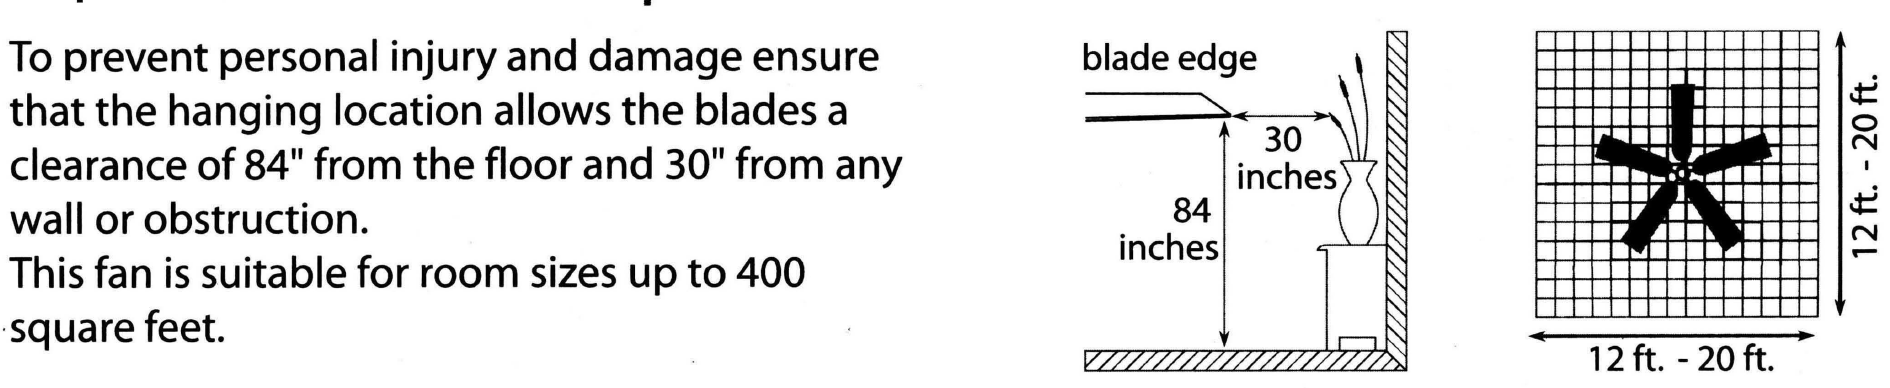 To prevent personal injury and damage ensure
that the hanging location allows the blades a
clearance of 84" from the floor and 30" from any
wall or obstruction.
This fan is suitable for room sizes up to 400
square feet.
blade edge
30
inches
84
inches
12 ft. - 20 ft.
12 ft. - 20 ft.